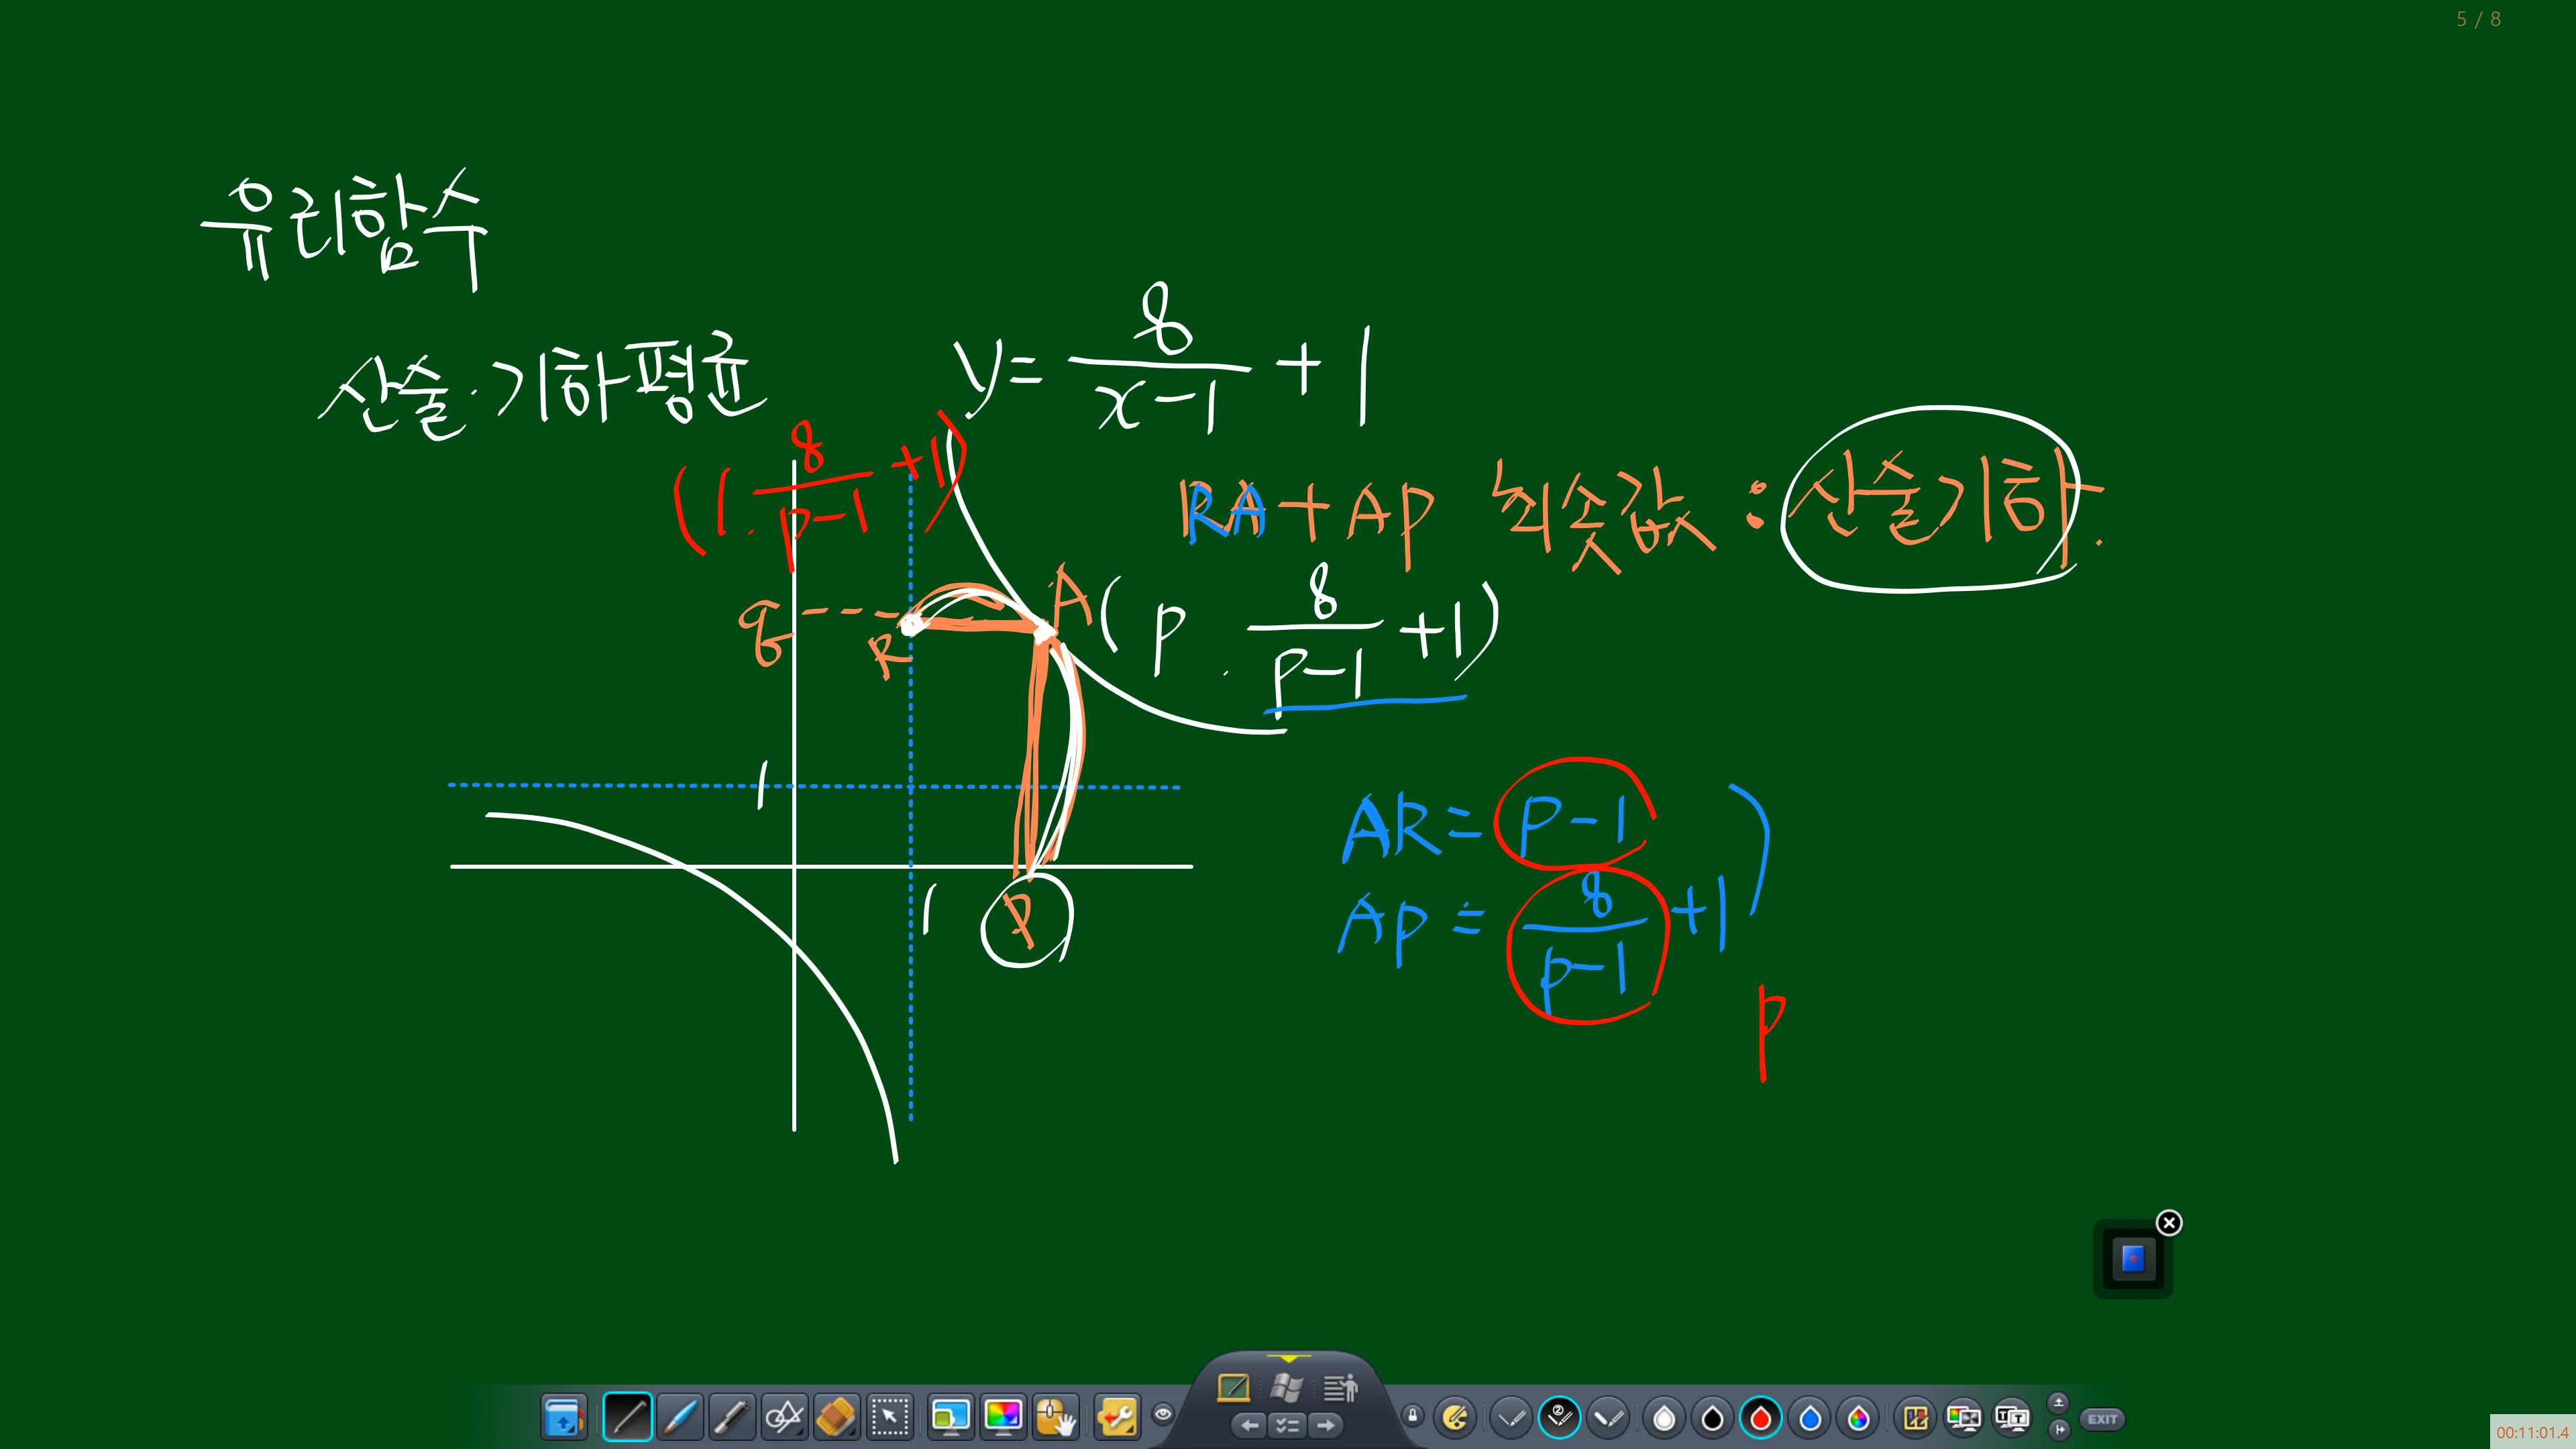 5 / 8
유리함수
산술·기하평균
y = 8/(x-1) + 1
(1, 8/(p-1) + 1)
RA + AP 최솟값 : 산술기하.
A(p, 8/(p-1) + 1)
q
R
1
1
P
AR = p-1
AP = 8/(p-1) + 1
p
EXIT
00:11:01.4